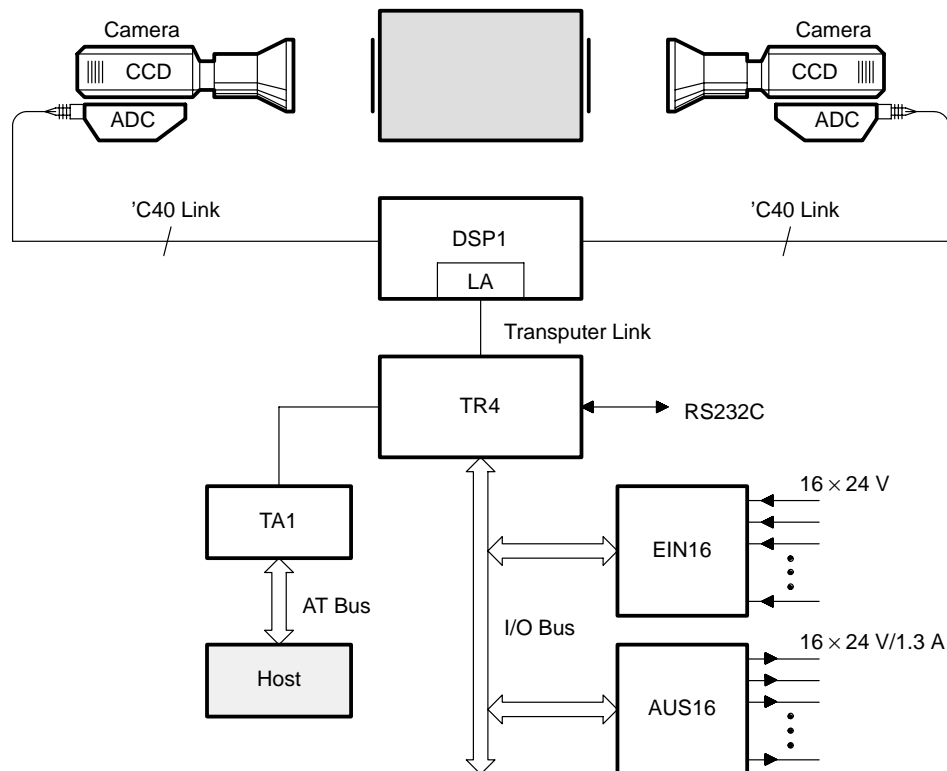 Camera
Camera
CCD
CCD
ADC
ADC
'C40 Link
'C40 Link
DSP1
LA
Transputer Link
TR4
RS232C
16 × 24 V
TA1
EIN16
AT Bus
I/O Bus
16 × 24 V/1.3 A
Host
AUS16